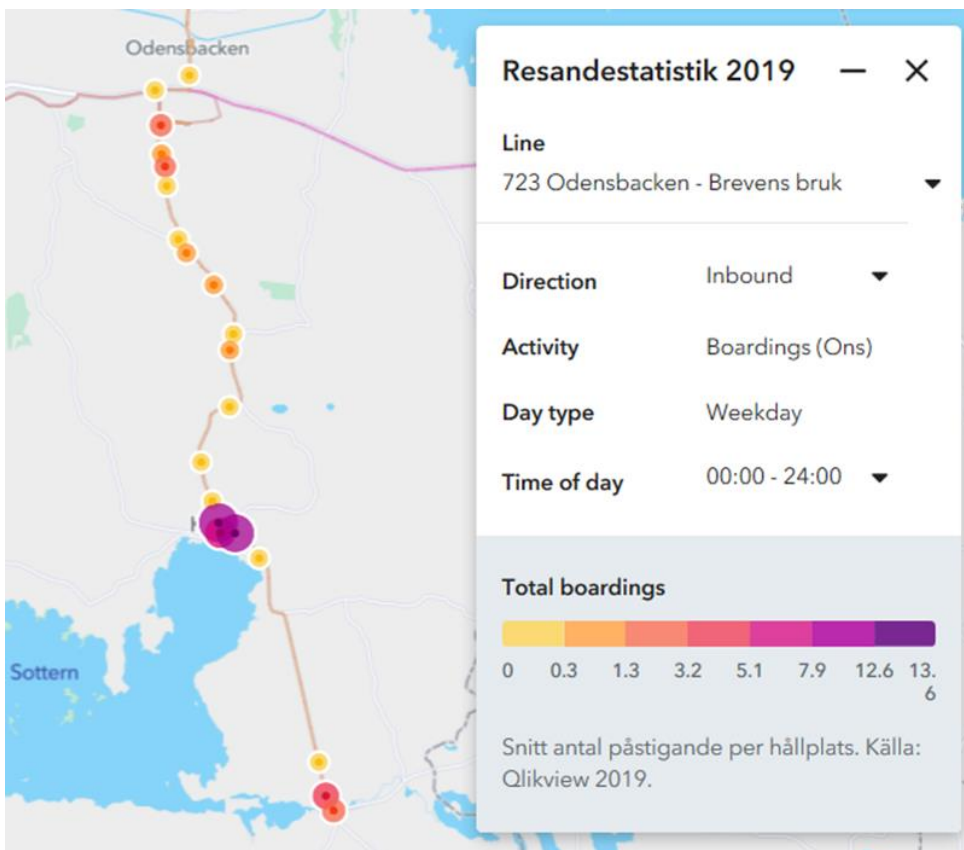 Odensbacken
Sottern
Resandestatistik 2019
Line
723 Odensbacken - Brevens bruk
Direction Inbound
Activity Boardings (Ons)
Day type Weekday
Time of day 00:00 - 24:00
Total boardings
0 0.3 1.3 3.2 5.1 7.9 12.6 13.
6
Snitt antal påstigande per hållplats. Källa:
Qlikview 2019.